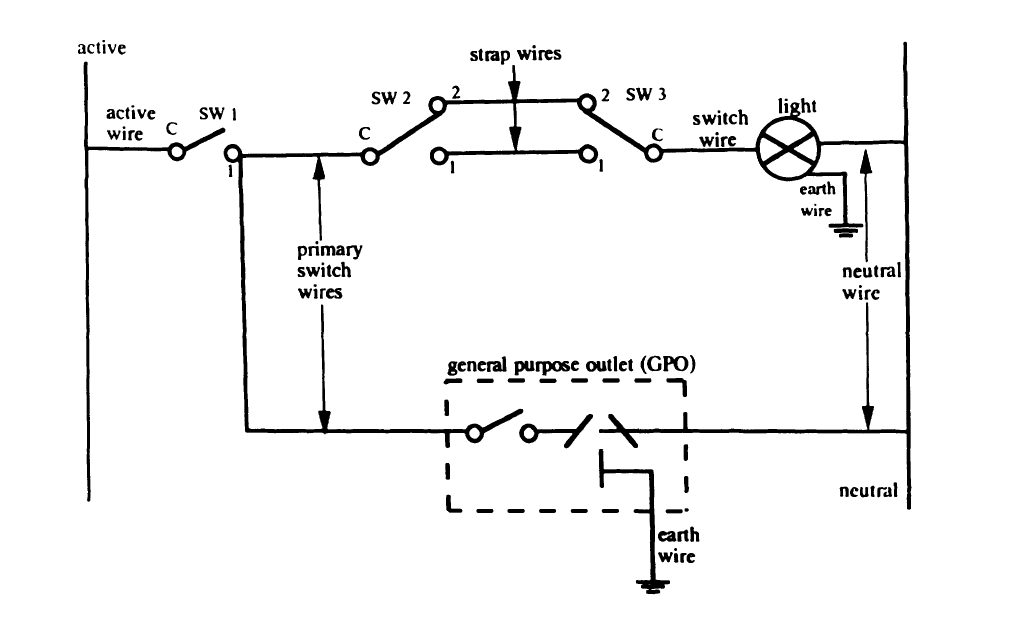 active
strap wires
active
wire
SW 1
C
1
SW 2
C
2
1
2
1
SW 3
C
switch
wire
light
earth
wire
primary
switch
wires
neutral
wire
general purpose outlet (GPO)
neutral
earth
wire